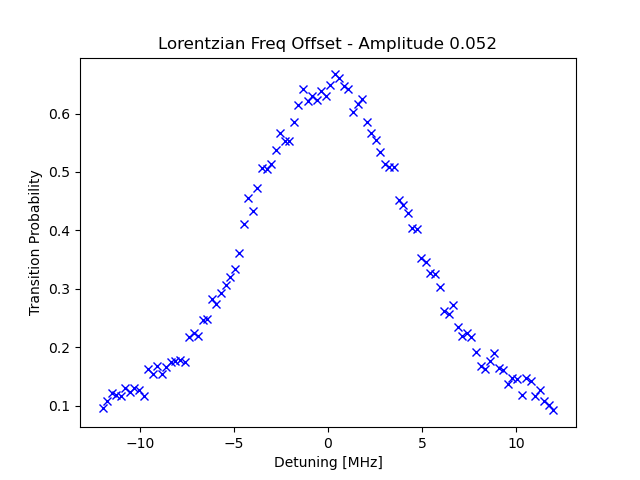 Lorentzian Freq Offset - Amplitude 0.052
Transition Probability
0.6
0.5
0.4
0.3
0.2
0.1
−10 −5 0 5 10
Detuning [MHz]